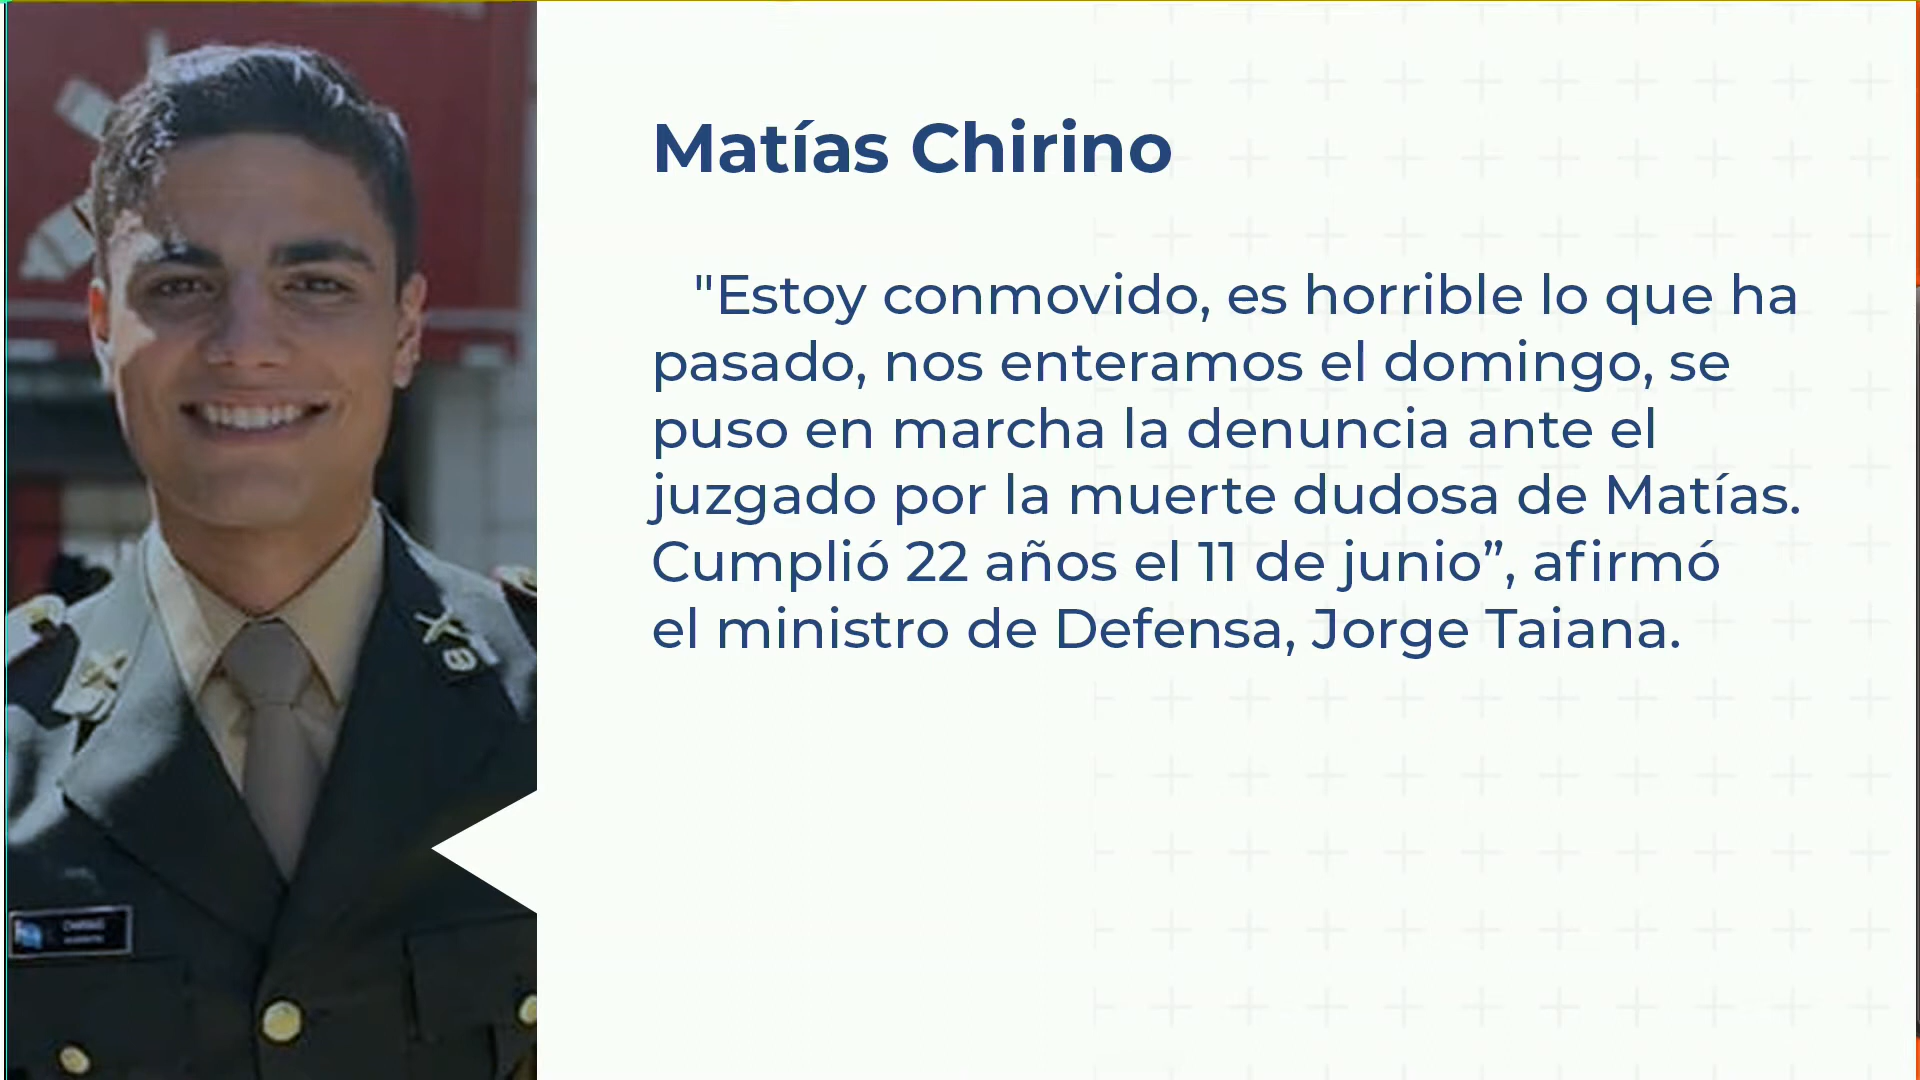 Matías Chirino
"Estoy conmovido, es horrible lo que ha
pasado, nos enteramos el domingo, se
puso en marcha la denuncia ante el
juzgado por la muerte dudosa de Matías.
Cumplió 22 años el 11 de junio”, afirmó
el ministro de Defensa, Jorge Taiana.